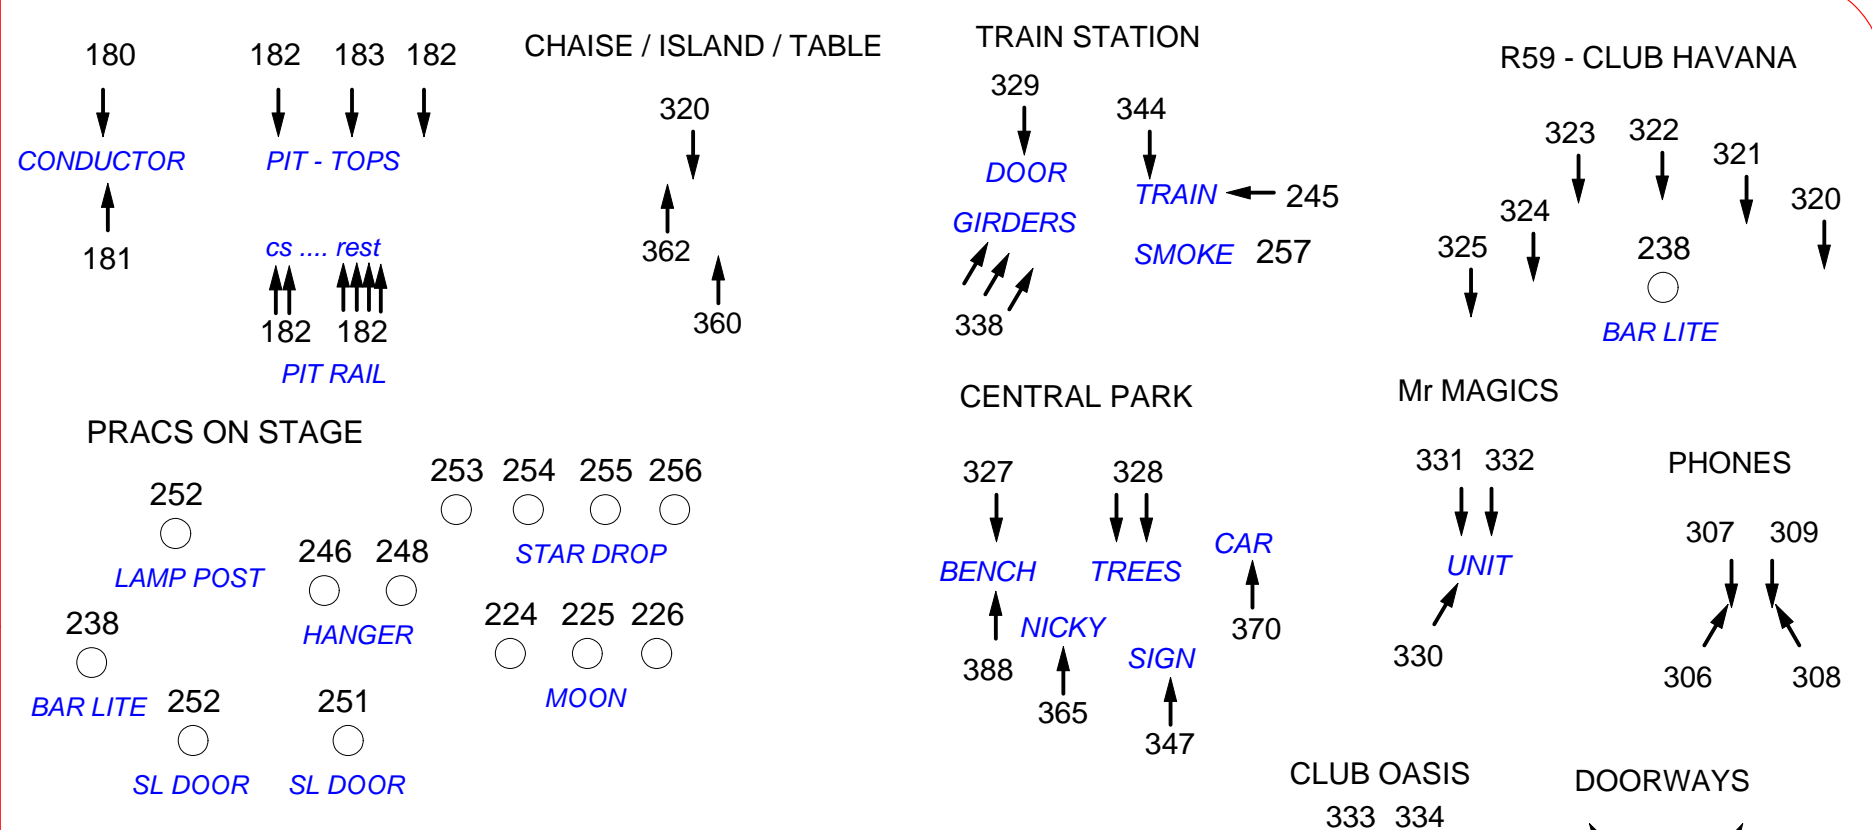 180
CONDUCTOR
181
182 183 182
PIT - TOPS
cs .... rest
182 182
PIT RAIL
CHAISE / ISLAND / TABLE
320
362
360
TRAIN STATION
329
DOOR
GIRDERS
338
344
TRAIN 245
SMOKE 257
R59 - CLUB HAVANA
325
324
323
322
321
320
238
BAR LITE
PRACS ON STAGE
252
LAMP POST
246 248
HANGER
253 254 255 256
STAR DROP
224 225 226
MOON
238
BAR LITE
252
SL DOOR
251
SL DOOR
CENTRAL PARK
327
BENCH
388
328
TREES
NICKY
365
SIGN
347
CAR
370
Mr MAGICS
331 332
UNIT
330
PHONES
307 309
306 308
CLUB OASIS
333 334
DOORWAYS